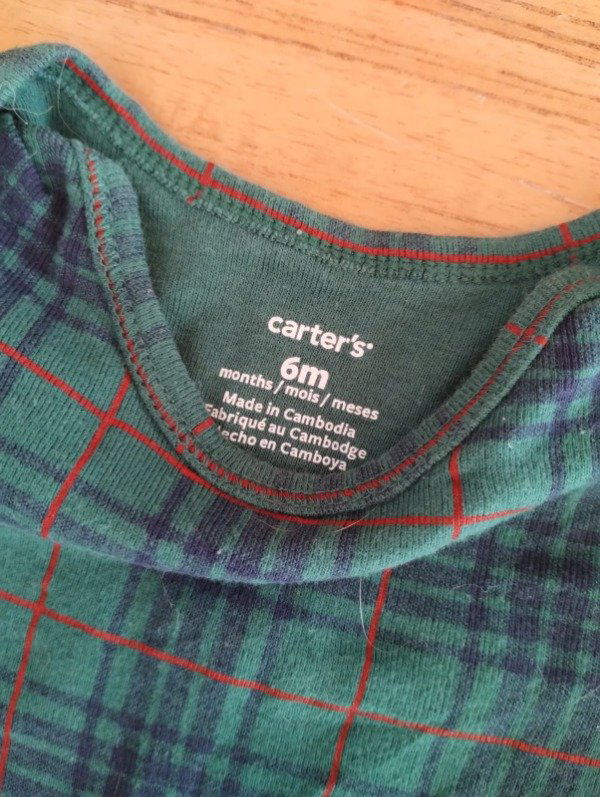 carter's
6m
months / mois / meses
Made in Cambodia
Fabriqué au Cambodge
Hecho en Camboya